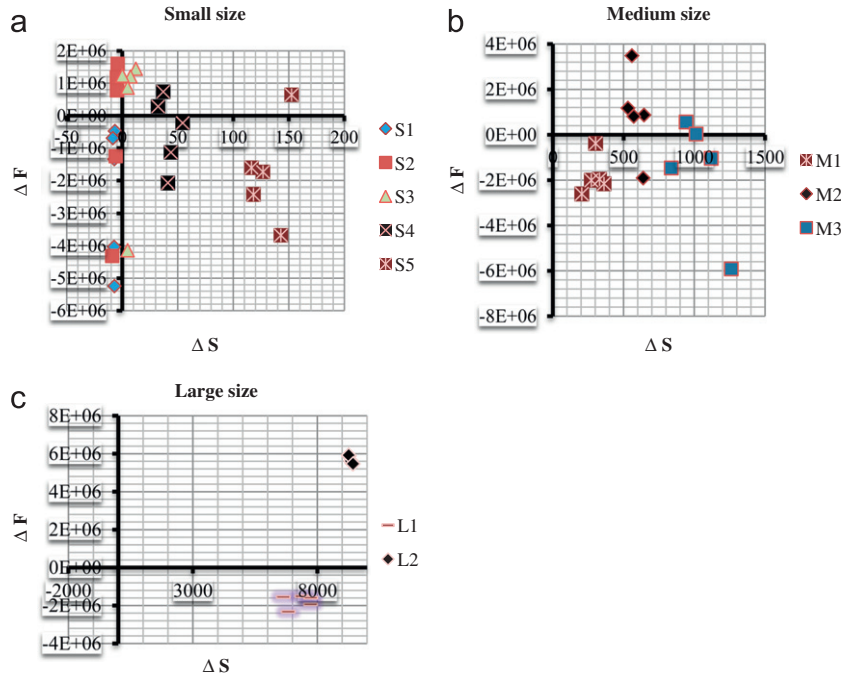 a
Small size
2E+06
1E+06
0E+00
-50 0 50 100 150 200
-1E+06
-2E+06
-3E+06
-4E+06
-5E+06
-6E+06
Δ F
Δ S
S1
S2
S3
S4
S5
b
Medium size
4E+06
2E+06
0E+00
0 500 1000 1500
-2E+06
-4E+06
-6E+06
-8E+06
Δ F
Δ S
M1
M2
M3
c
Large size
8E+06
6E+06
4E+06
2E+06
0E+00
-2000 3000 8000
-2E+06
-4E+06
Δ F
Δ S
L1
L2